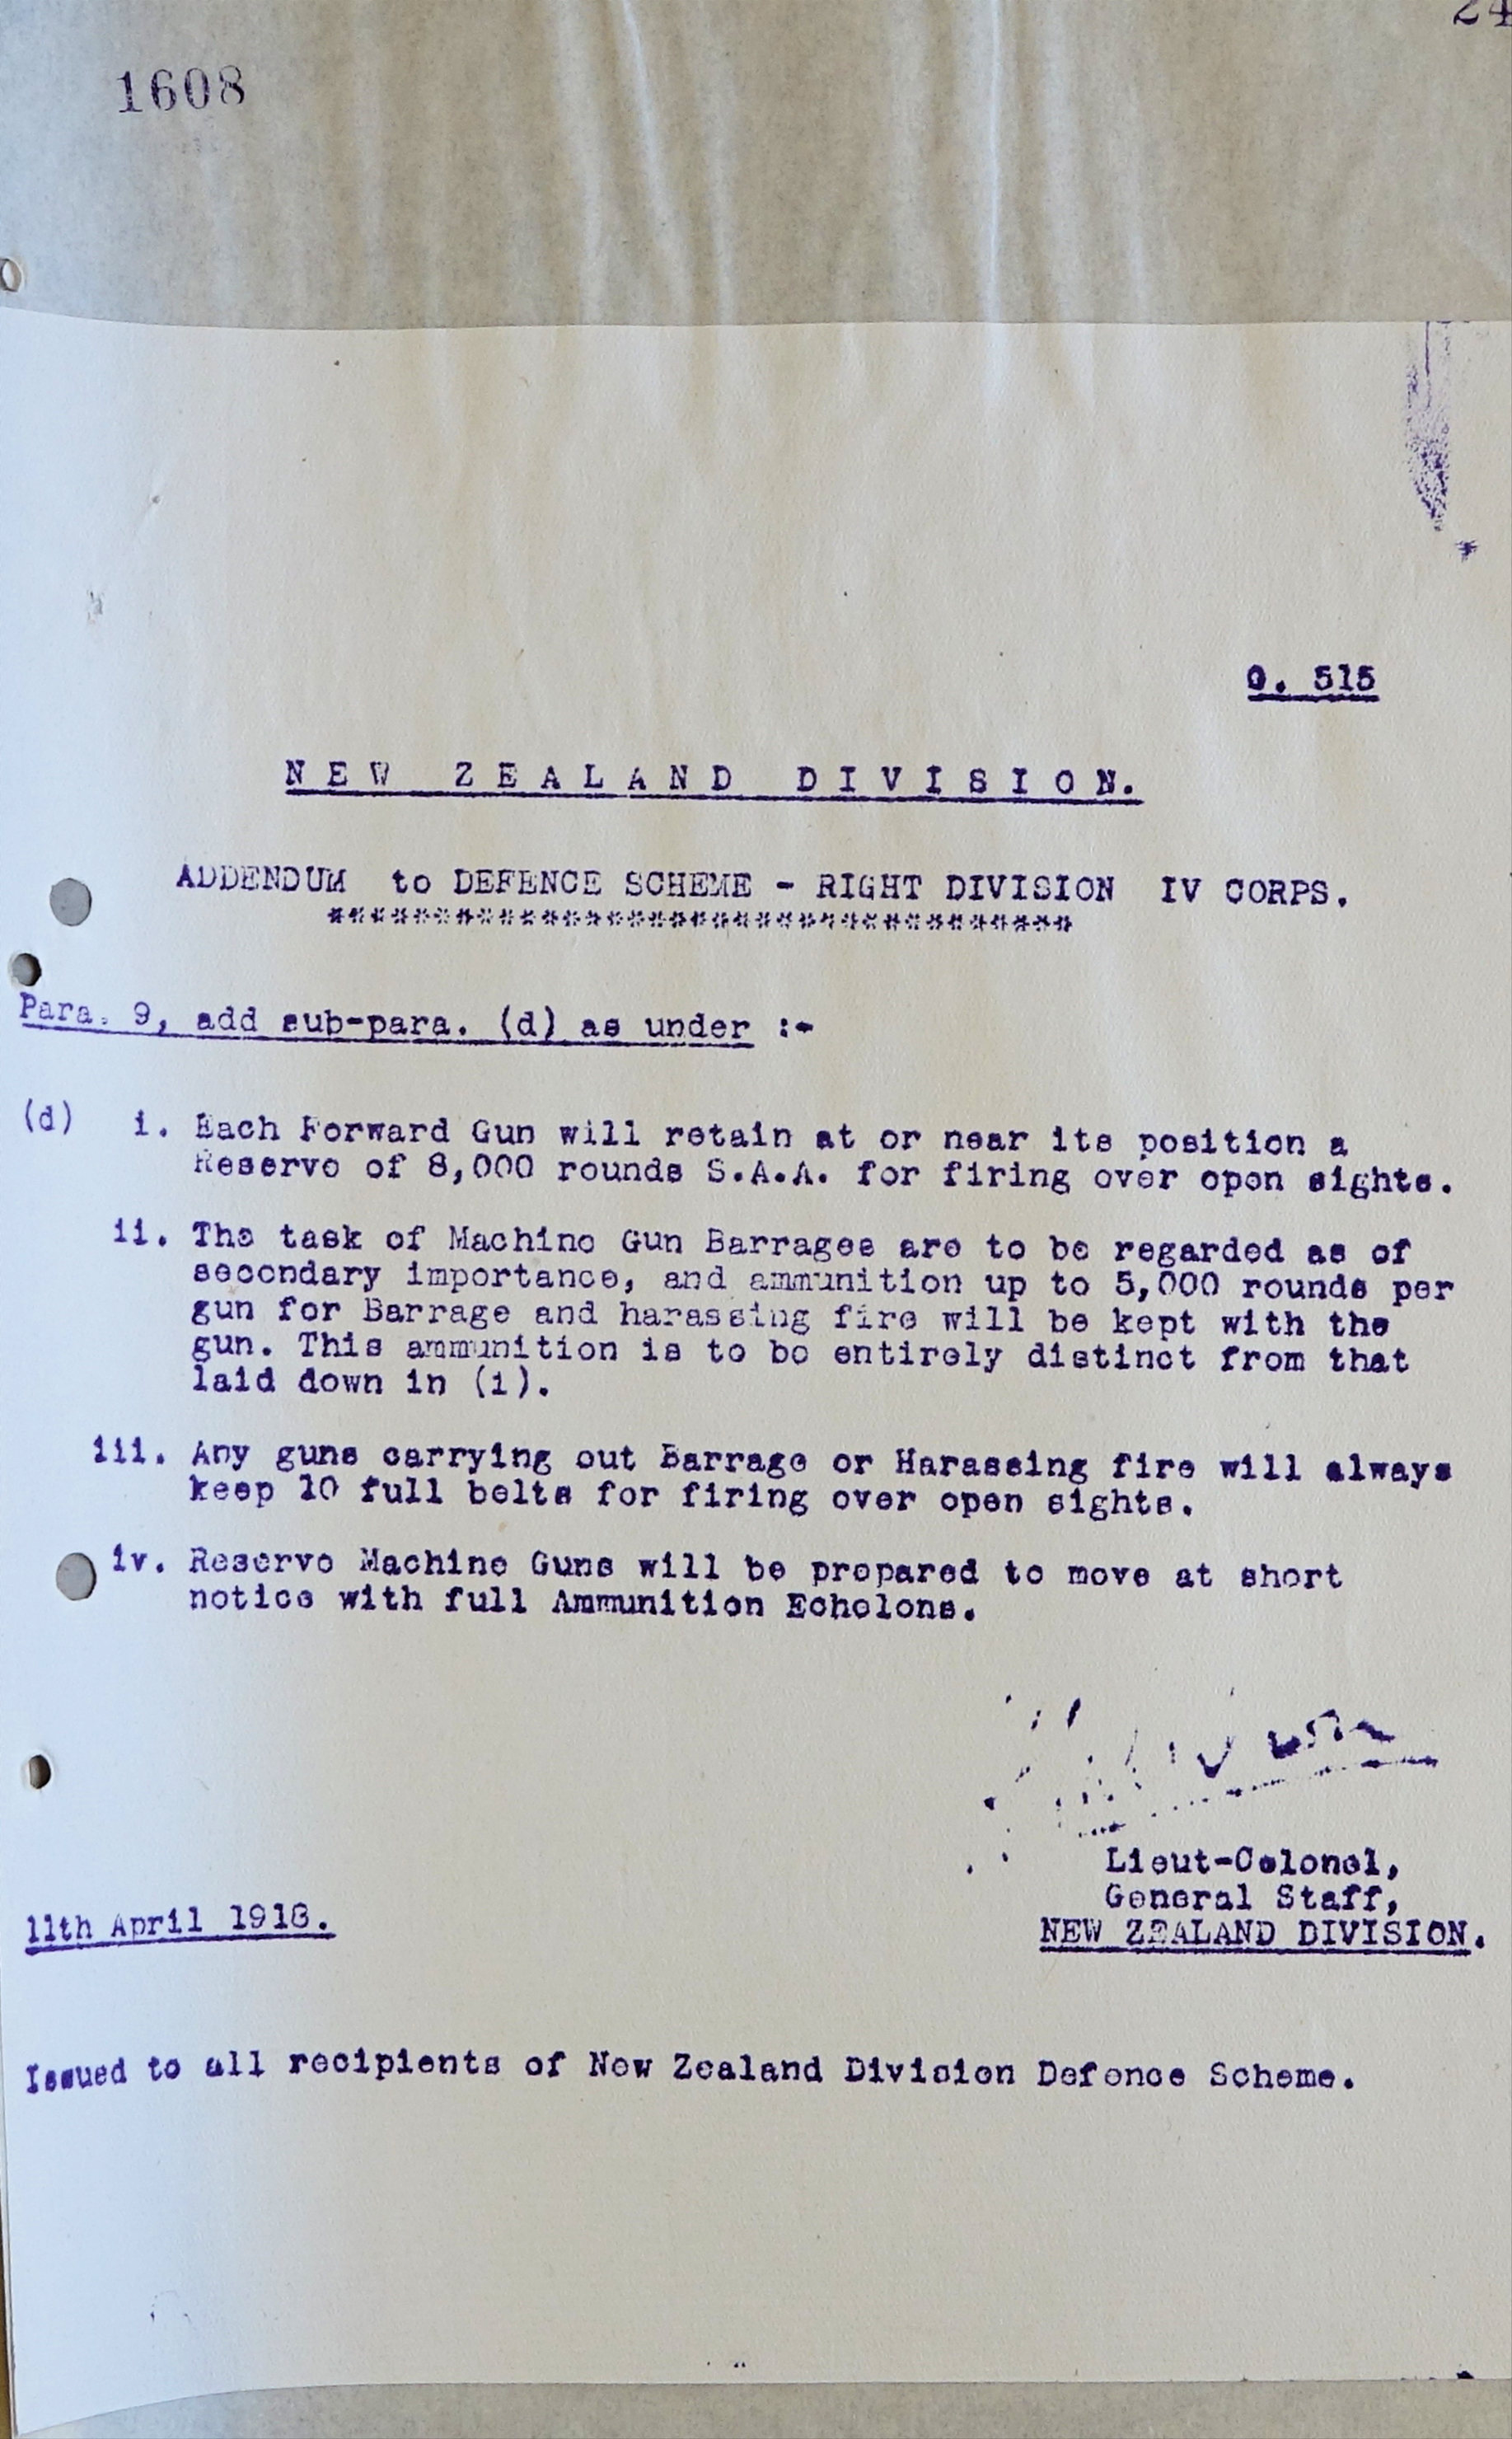 24
1608
O. 515
NEW ZEALAND DIVISION.
ADDENDUM to DEFENCE SCHEME - RIGHT DIVISION IV CORPS.
***********************************
Para. 9, add sub-para. (d) as under :-
(d) i. Each Forward Gun will retain at or near its position a
Reserve of 8,000 rounds S.A.A. for firing over open sights.
ii. The task of Machine Gun Barrages are to be regarded as of
secondary importance, and ammunition up to 5,000 rounds per
gun for Barrage and harassing fire will be kept with the
gun. This ammunition is to be entirely distinct from that
laid down in (i).
iii. Any guns carrying out Barrage or Harassing fire will always
keep 10 full belts for firing over open sights.
iv. Reserve Machine Guns will be prepared to move at short
notice with full Ammunition Echelons.
Lieut-Colonel,
General Staff,
11th April 1918.
NEW ZEALAND DIVISION.
Issued to all recipients of New Zealand Division Defence Scheme.